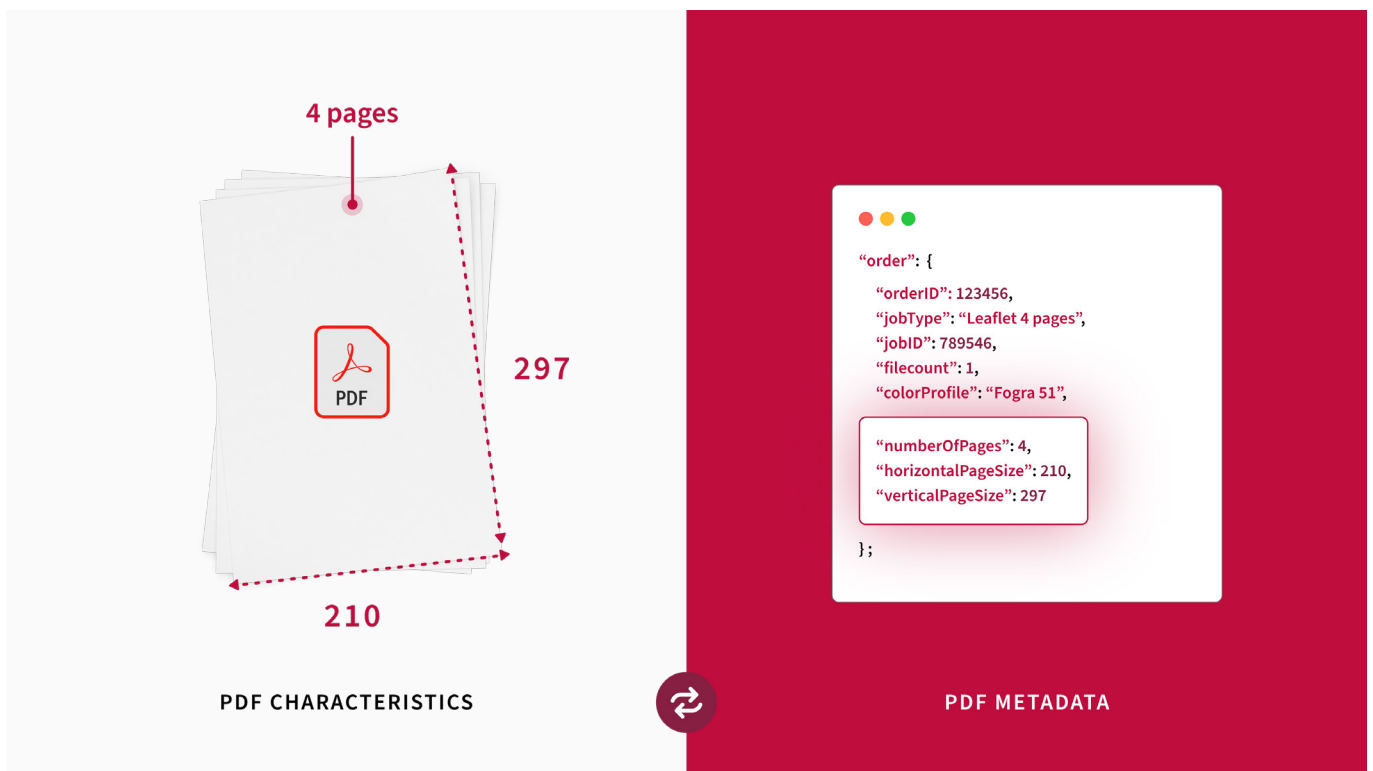 4 pages
PDF
297
210
PDF CHARACTERISTICS
“order”: {
“orderID”: 123456,
“jobType”: “Leaflet 4 pages”,
“jobID”: 789546,
“filecount”: 1,
“colorProfile”: “Fogra 51”,
“numberOfPages”: 4,
“horizontalPageSize”: 210,
“verticalPageSize”: 297
};
PDF METADATA